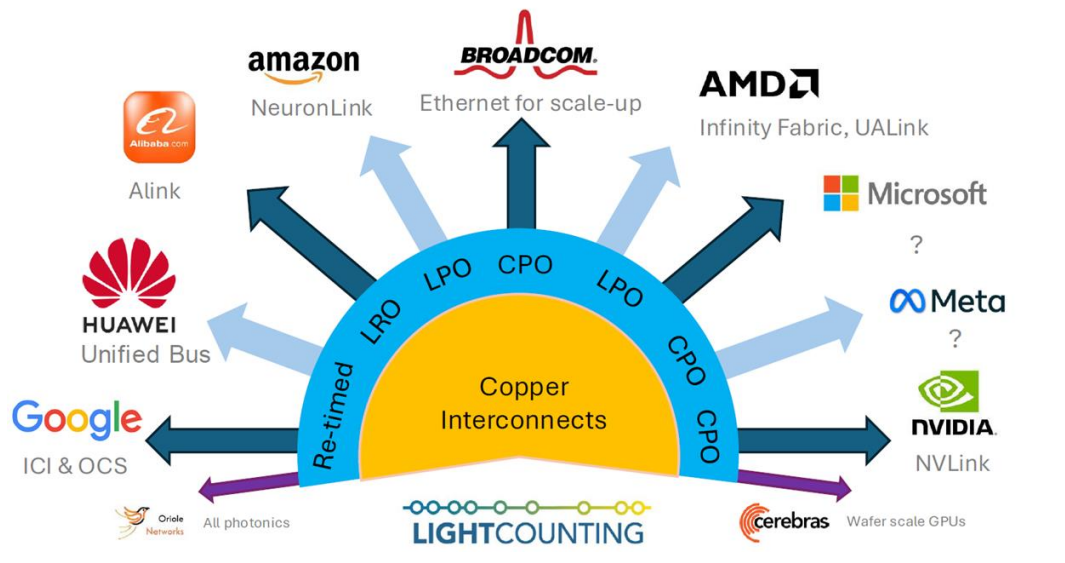 BROADCOM.
Ethernet for scale-up
amazon
NeuronLink
AMD
Infinity Fabric, UALink
Alibaba.com
Alink
Microsoft
?
HUAWEI
Unified Bus
Meta
?
Google
ICI & OCS
NVIDIA.
NVLink
Oriole
Networks
All photonics
cerebras
Wafer scale GPUs
Re-timed
LRO
LPO
CPO
LPO
CPO
CPO
Copper
Interconnects
LIGHTCOUNTING